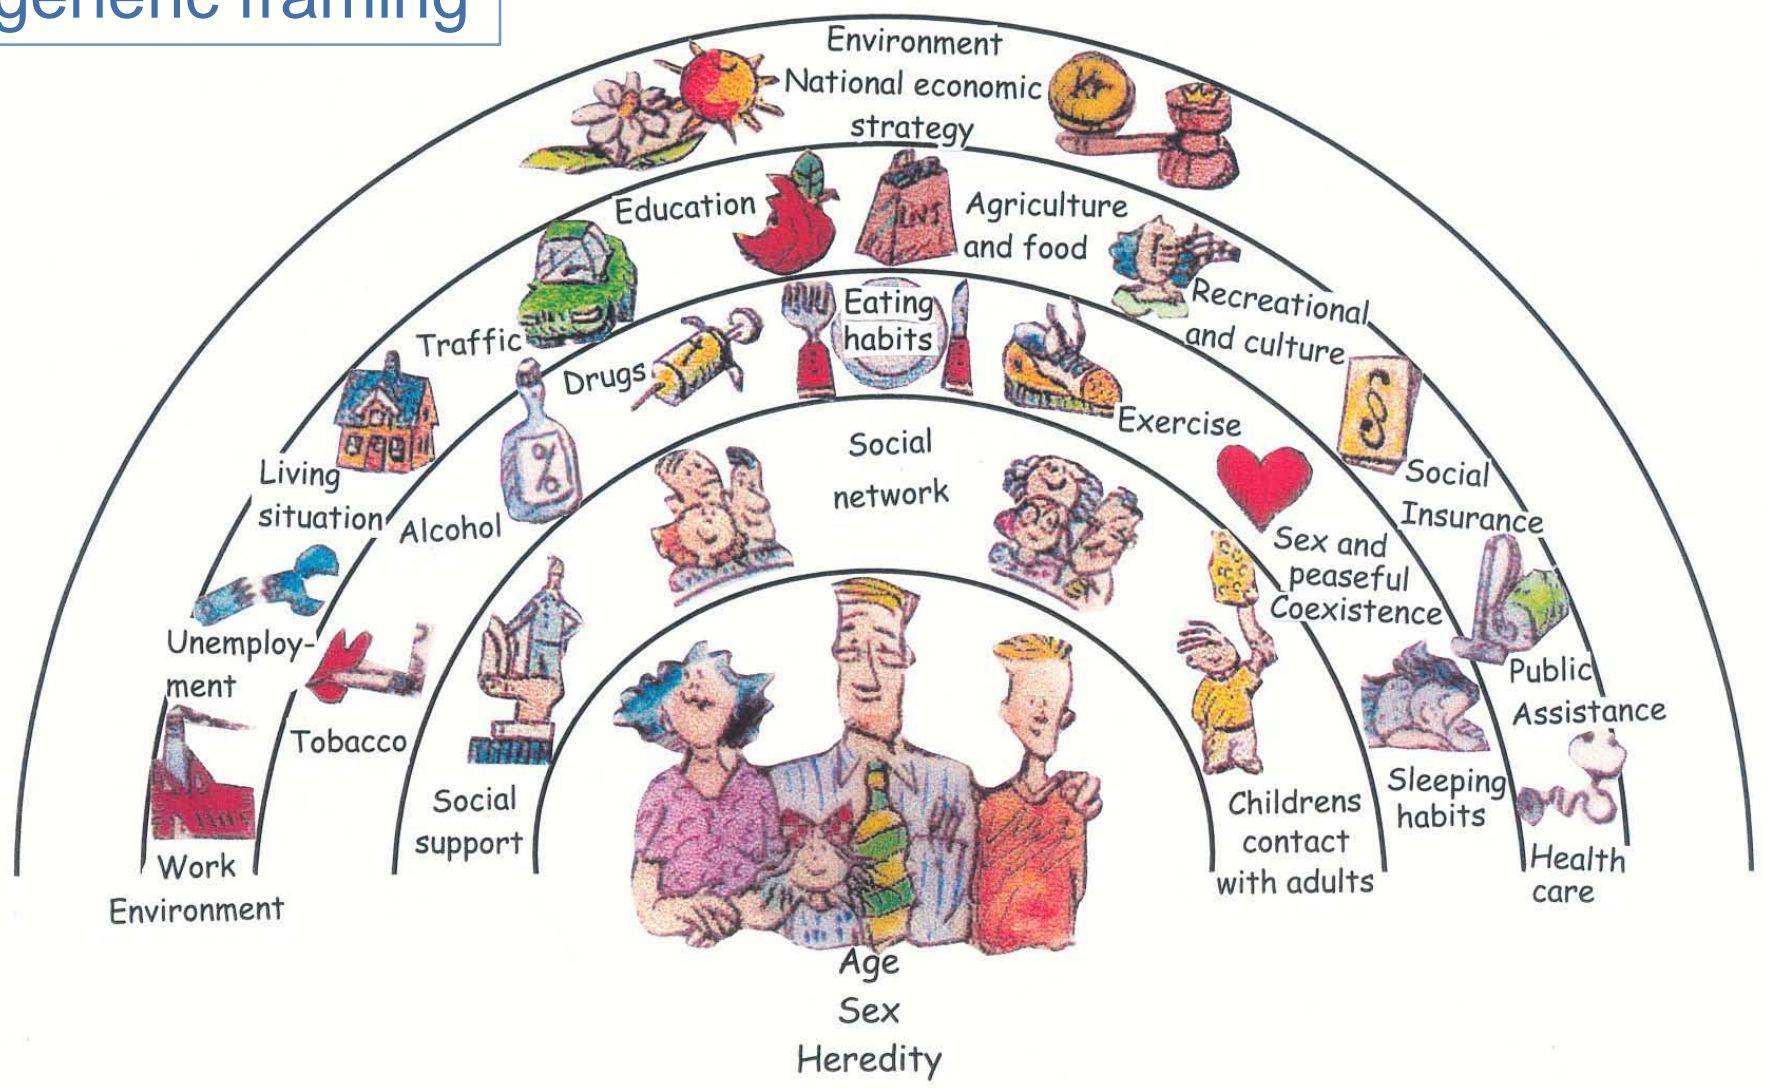 generic framing
Environment
National economic
strategy
kr
Education
Agriculture
and food
Traffic
Recreational
and culture
Drugs
Eating
habits
Exercise
Living
situation
Alcohol
%
Social
network
§
Social
Insurance
Sex and
peaseful
Coexistence
Unemploy-
ment
Tobacco
Public
Assistance
Work
Environment
Social
support
Childrens
contact
with adults
Sleeping
habits
Health
care
Age
Sex
Heredity